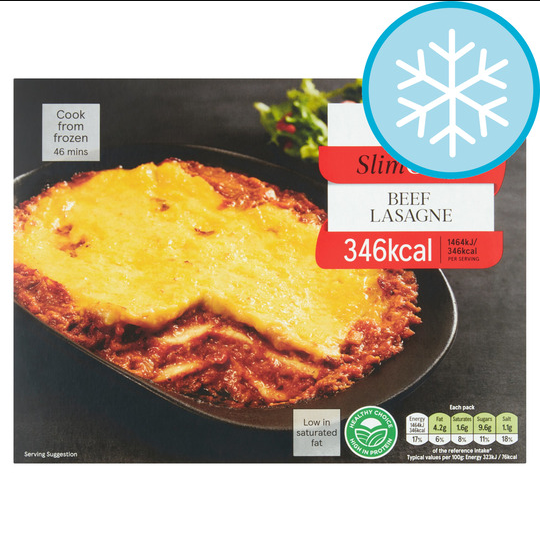 Cook
from
frozen
46 mins
Slim
BEEF
LASAGNE
346kcal
1464kJ/
346kcal
PER SERVING
Low in
saturated
fat
HEALTHY CHOICE
HIGH IN PROTEIN
Each pack
Energy
1464kJ
346kcal
17%
Fat
4.2g
6%
Saturates
1.6g
8%
Sugars
9.6g
11%
Salt
1.1g
18%
of the reference intake*
Typical values per 100g: Energy 323kJ / 76kcal
Serving Suggestion